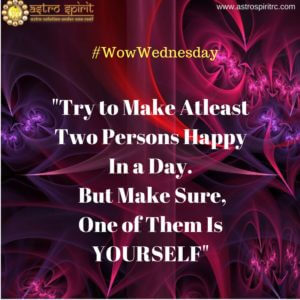 astro spirit
astro solution under one roof
www.astrospiritrc.com
#WowWednesday
"Try to Make Atleast
Two Persons Happy
In a Day.
But Make Sure,
One of Them Is
YOURSELF"